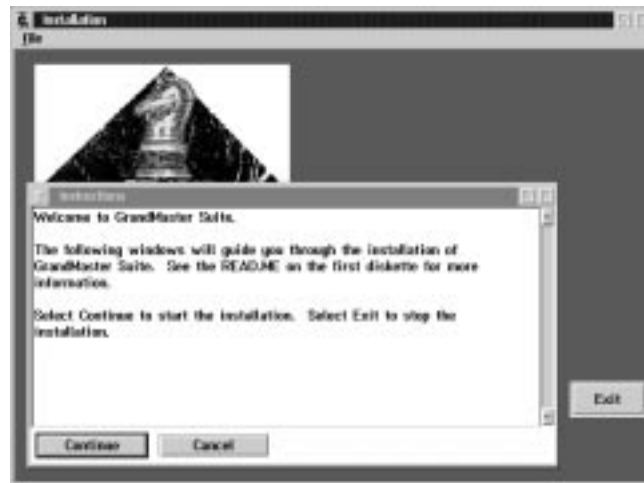 Installation
File
Instructions
Welcome to GrandMaster Suite.
The following windows will guide you through the installation of
GrandMaster Suite. See the READ.ME on the first diskette for more
information.
Select Continue to start the installation. Select Exit to stop the
installation.
Exit
Continue
Cancel